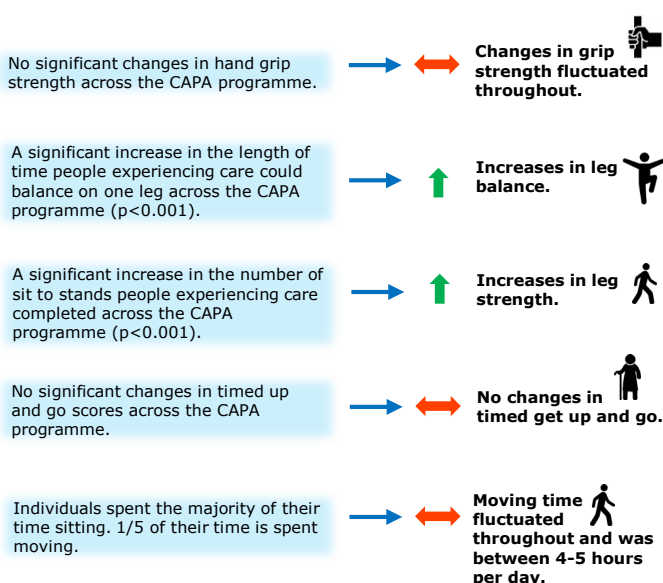 No significant changes in hand grip
strength across the CAPA programme.
Changes in grip
strength fluctuated
throughout.
A significant increase in the length of
time people experiencing care could
balance on one leg across the CAPA
programme (p<0.001).
Increases in leg
balance.
A significant increase in the number of
sit to stands people experiencing care
completed across the CAPA
programme (p<0.001).
Increases in leg
strength.
No significant changes in timed up
and go scores across the CAPA
programme.
No changes in
timed get up and go.
Individuals spent the majority of their
time sitting. 1/5 of their time is spent
moving.
Moving time
fluctuated
throughout and was
between 4-5 hours
per day.